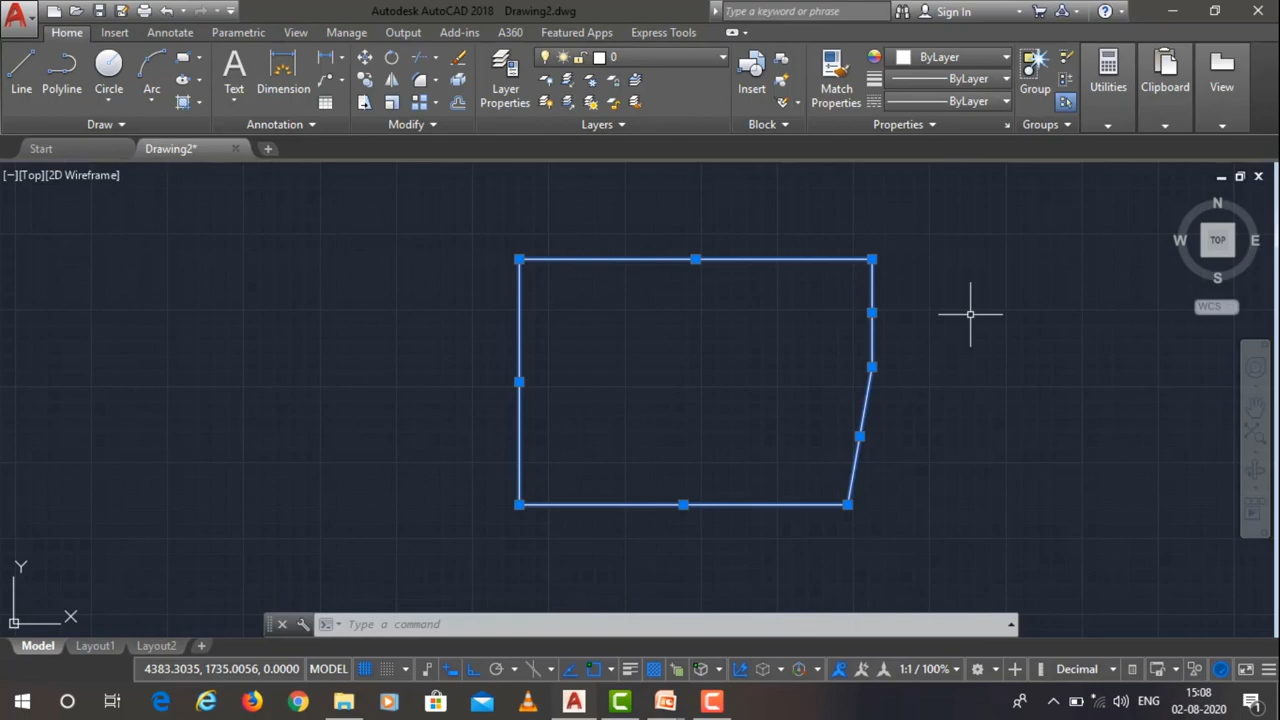 Autodesk AutoCAD 2018 Drawing2.dwg
Type a keyword or phrase
Sign In
Home Insert Annotate Parametric View Manage Output Add-ins A360 Featured Apps Express Tools
Line Polyline Circle Arc
Text Dimension
Layer Properties
0
Insert
Match Properties
ByLayer
ByLayer
ByLayer
Group
Utilities
Clipboard
View
Draw Annotation Modify Layers Block Properties Groups
Start Drawing2*
[−][Top][2D Wireframe]
N
W TOP E
S
WCS
Y
X
Type a command
Model Layout1 Layout2
4383.3035, 1735.0056, 0.0000 MODEL 1:1 / 100% Decimal
ENG
15:08
02-08-2020
1